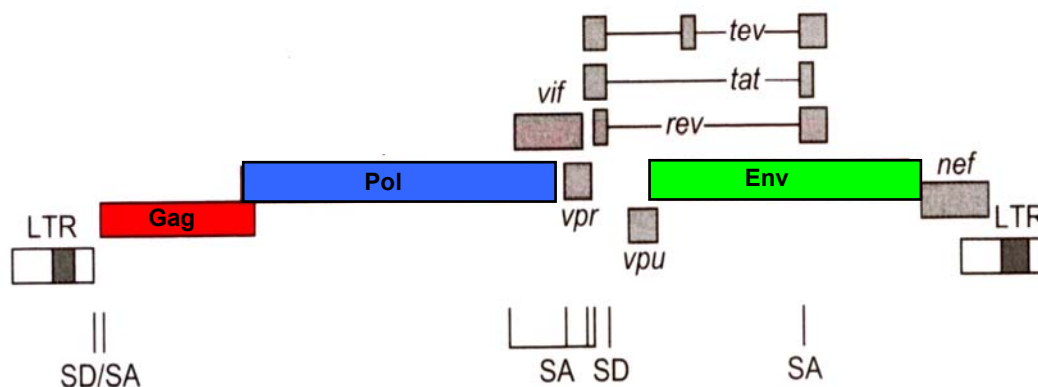 tev
tat
vif
rev
Pol
Env
nef
Gag
vpr
LTR
LTR
vpu
SD/SA
SA
SD
SA